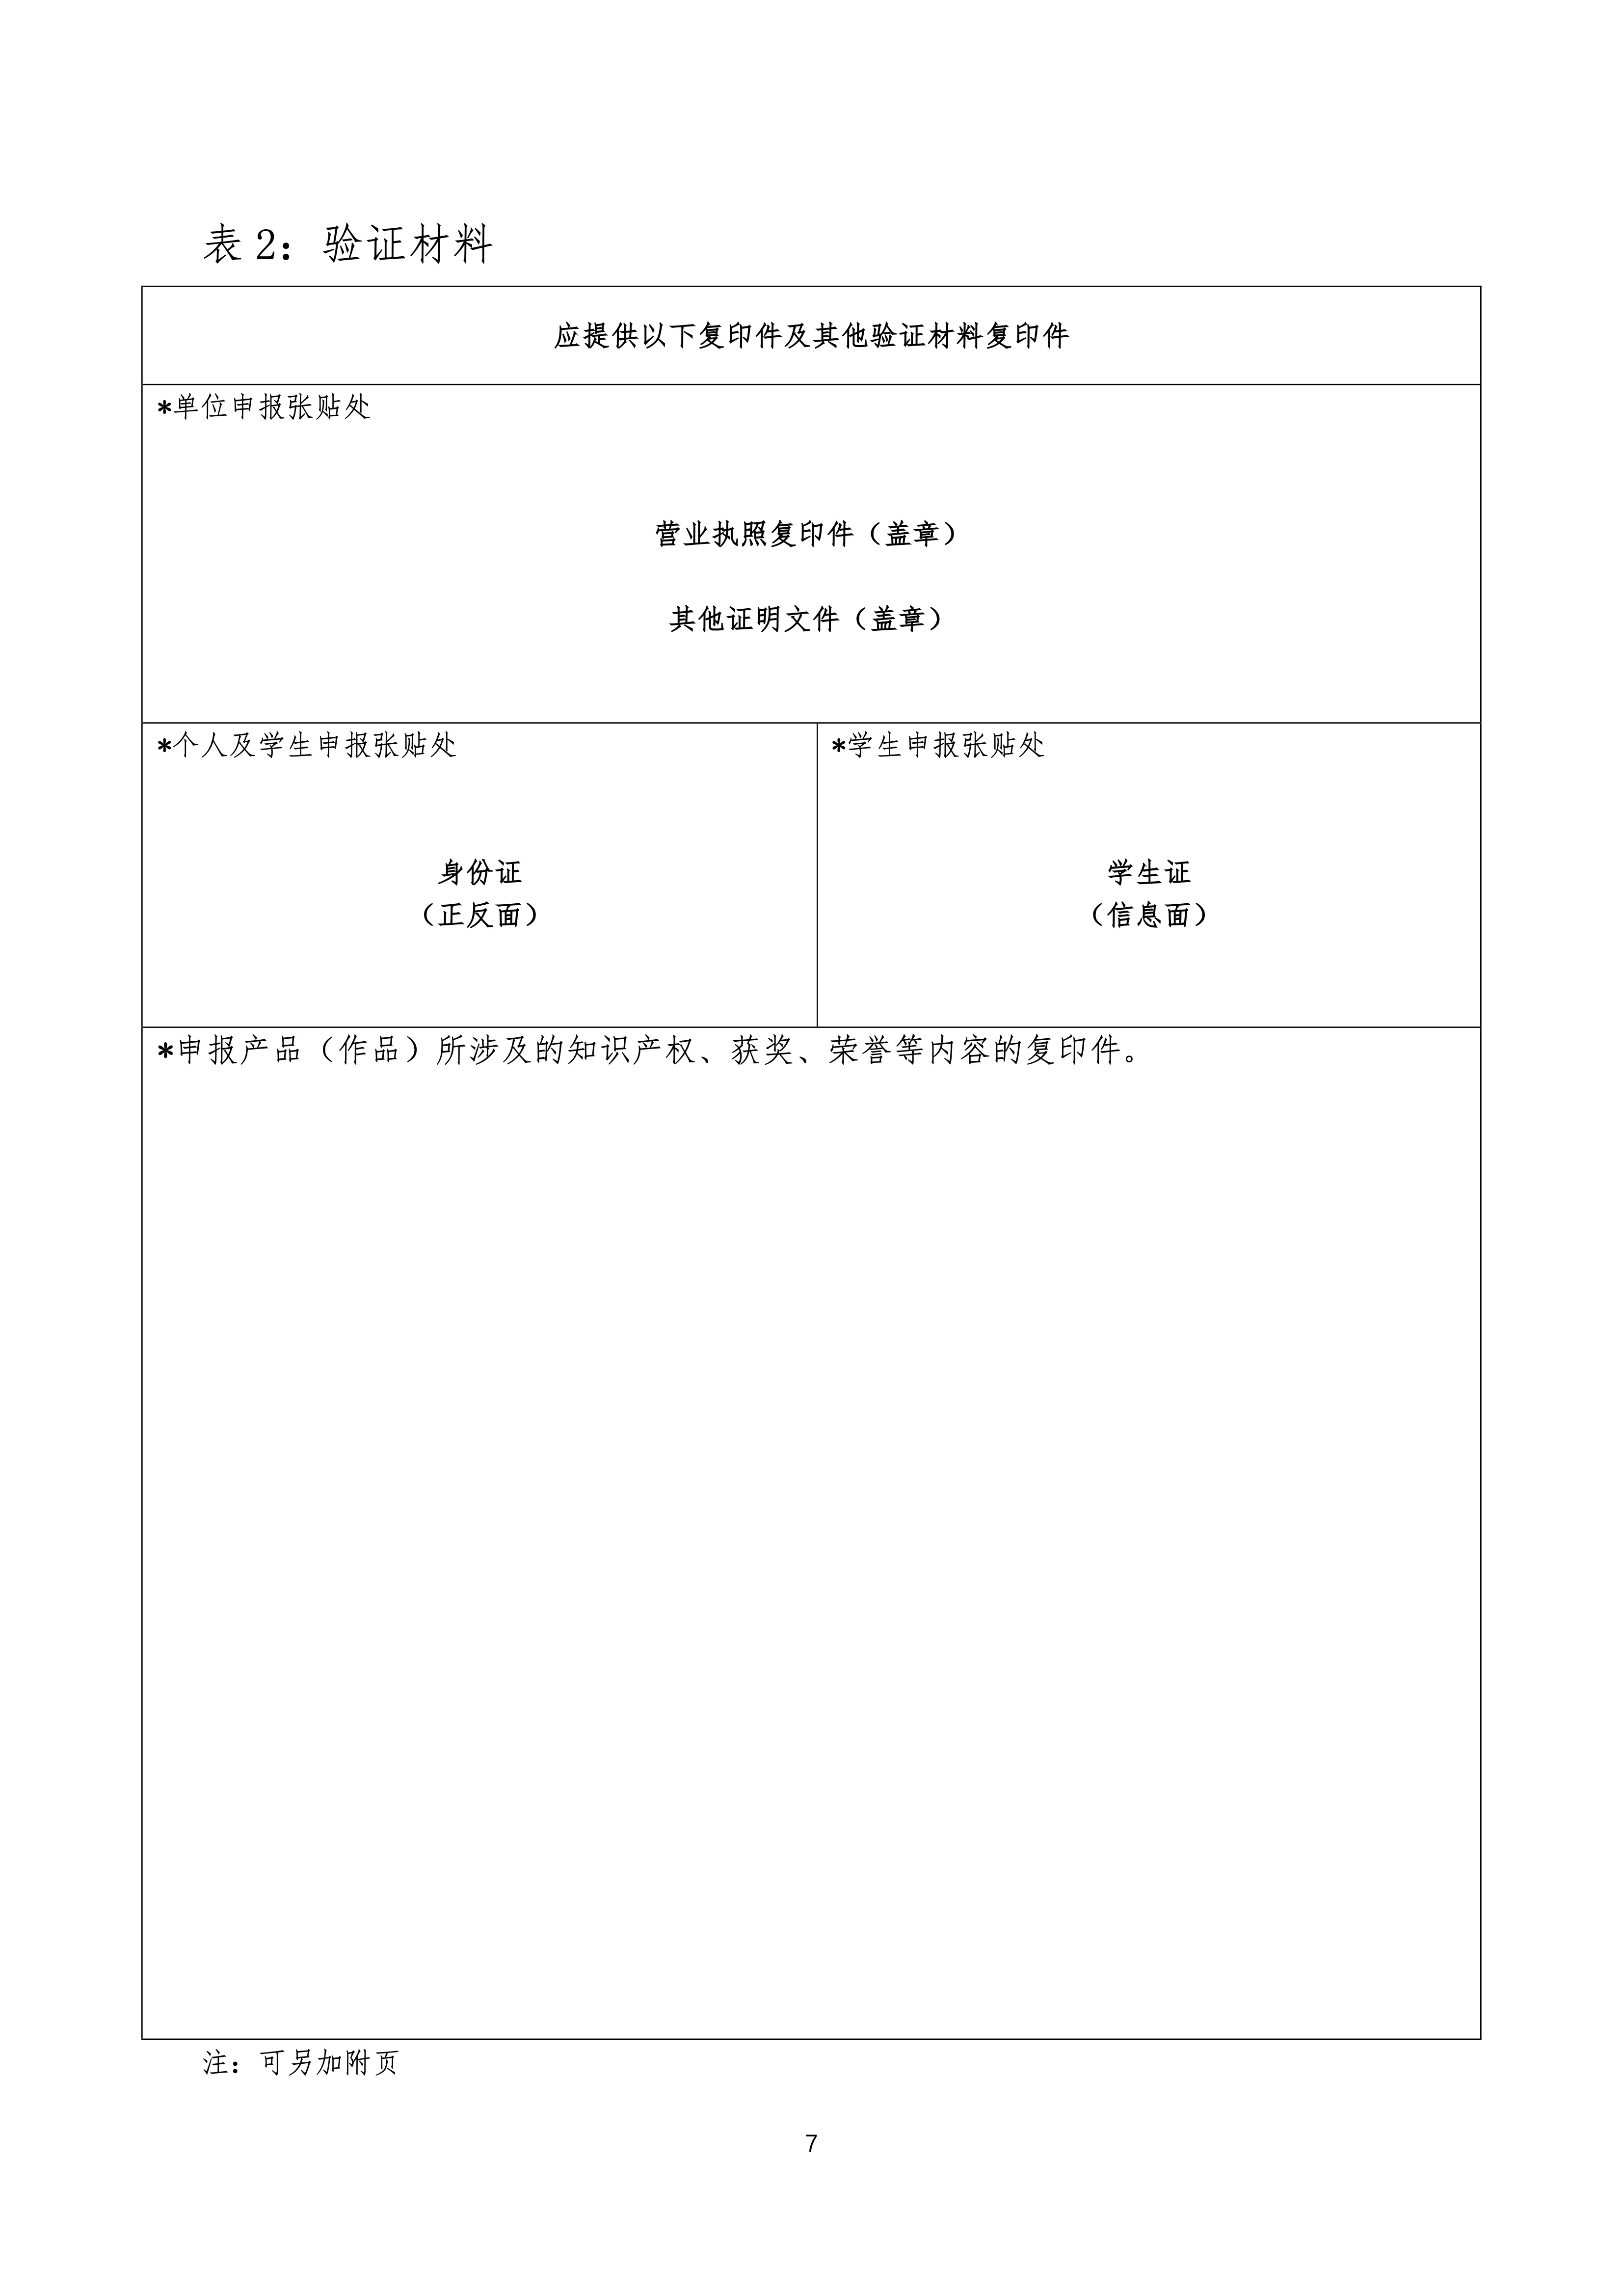 表 2：验证材料
应提供以下复印件及其他验证材料复印件
*单位申报张贴处
营业执照复印件（盖章）
其他证明文件（盖章）
*个人及学生申报张贴处
身份证
（正反面）
*学生申报张贴处
学生证
（信息面）
*申报产品（作品）所涉及的知识产权、获奖、荣誉等内容的复印件。
注：可另加附页
7